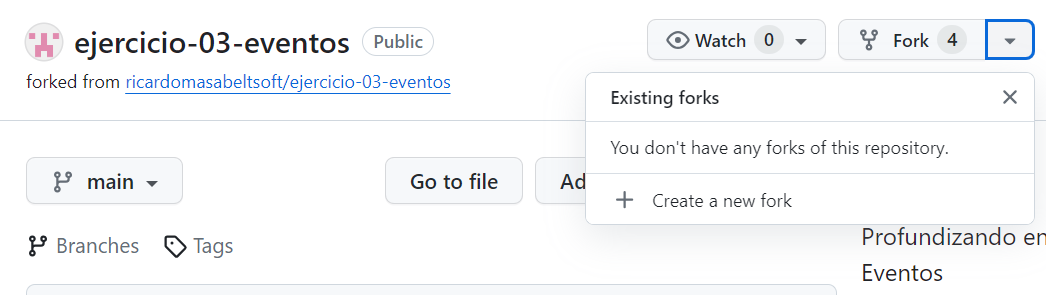 ejercicio-03-eventos Public Watch 0 Fork 4
forked from ricardomasabeltsoft/ejercicio-03-eventos
Existing forks
You don't have any forks of this repository.
Create a new fork
main Go to file Ad
Branches Tags
Profundizando en
Eventos